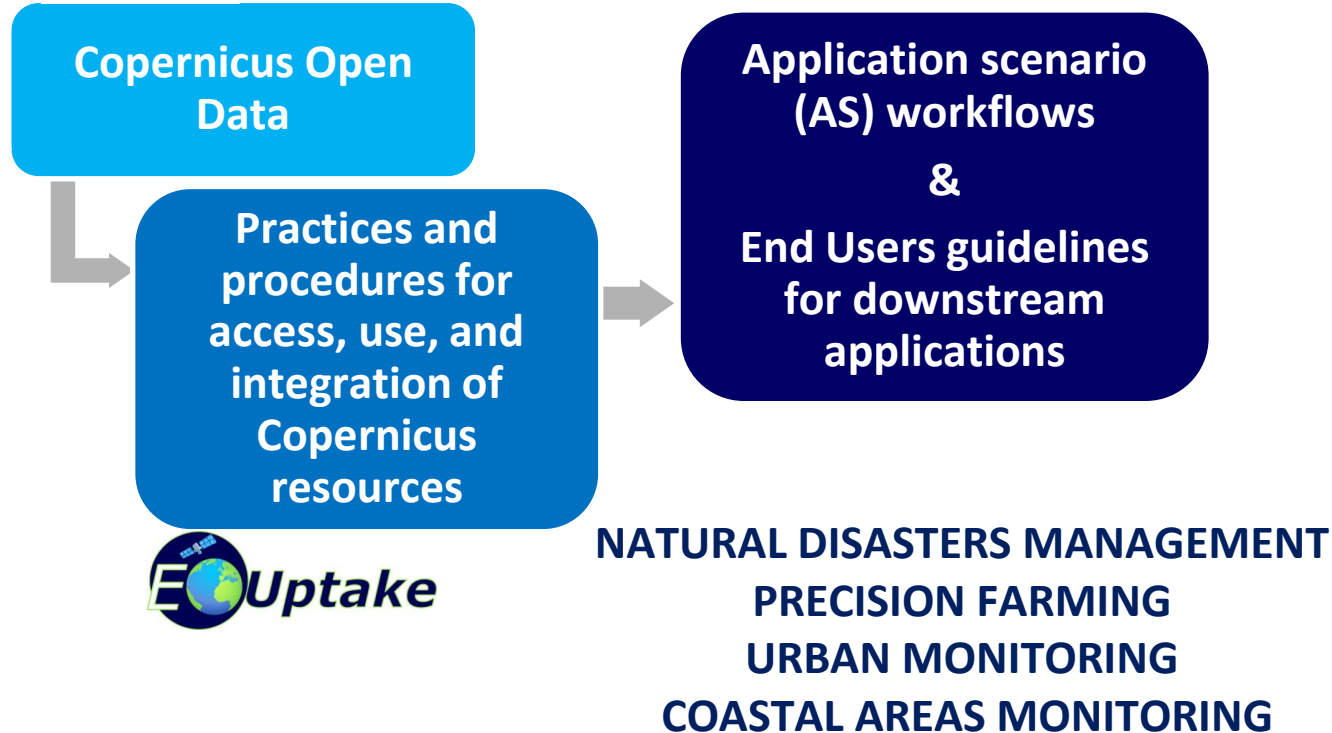 Copernicus Open
Data
Practices and
procedures for
access, use, and
integration of
Copernicus
resources
Application scenario
(AS) workflows
&
End Users guidelines
for downstream
applications
EOUptake
NATURAL DISASTERS MANAGEMENT
PRECISION FARMING
URBAN MONITORING
COASTAL AREAS MONITORING